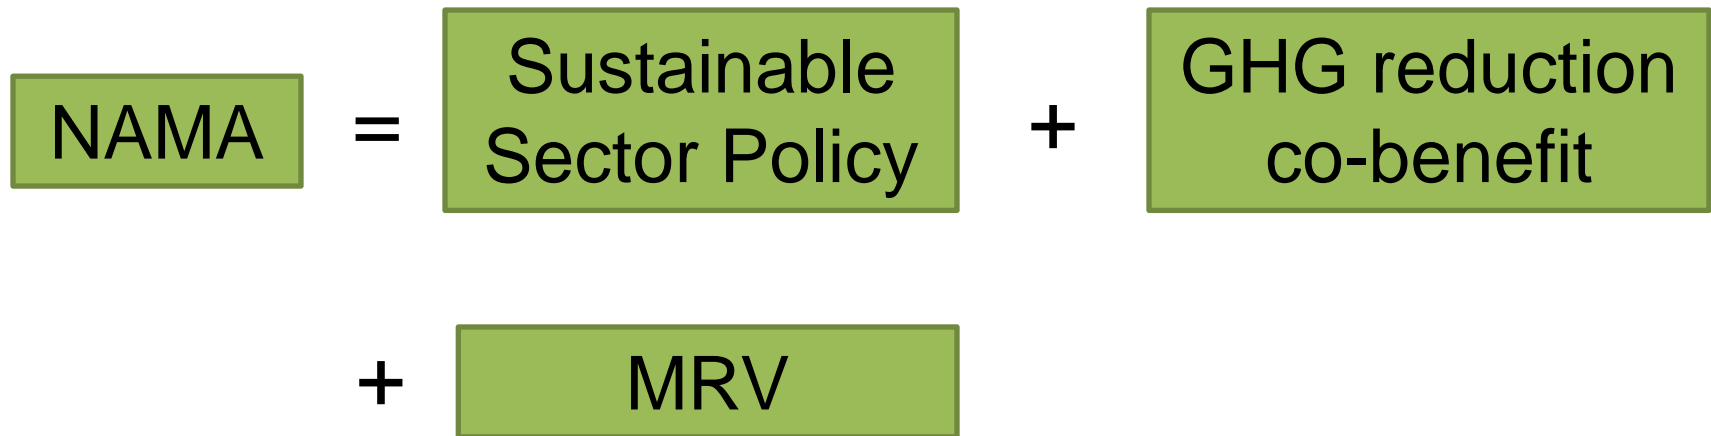 NAMA = Sustainable Sector Policy + GHG reduction co-benefit
+ MRV